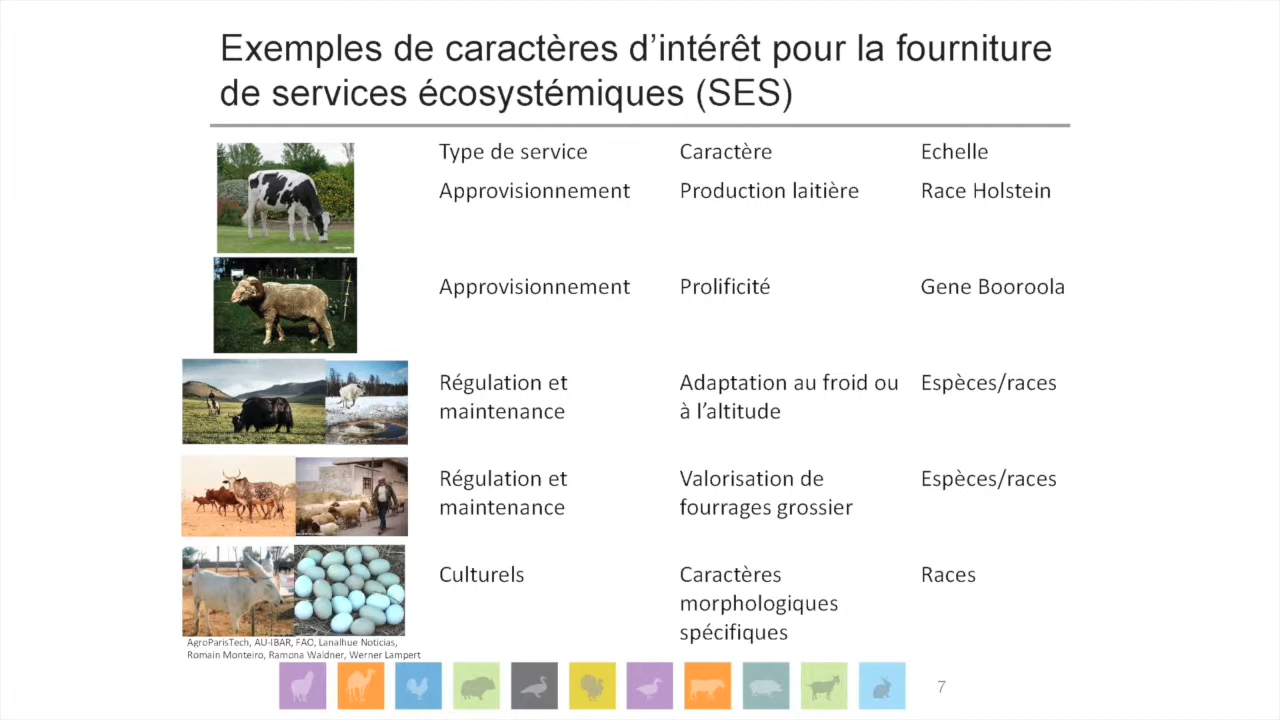 Exemples de caractères d’intérêt pour la fourniture
de services écosystémiques (SES)
Type de service Caractère Echelle
Approvisionnement Production laitière Race Holstein
Approvisionnement Prolificité Gene Booroola
Régulation et Adaptation au froid ou Espèces/races
maintenance à l’altitude
Régulation et Valorisation de Espèces/races
maintenance fourrages grossier
Culturels Caractères Races
morphologiques
spécifiques
AgroParisTech, AU-IBAR, FAO, Lanalhue Noticias,
Romain Monteiro, Ramona Waldner, Werner Lampert
7